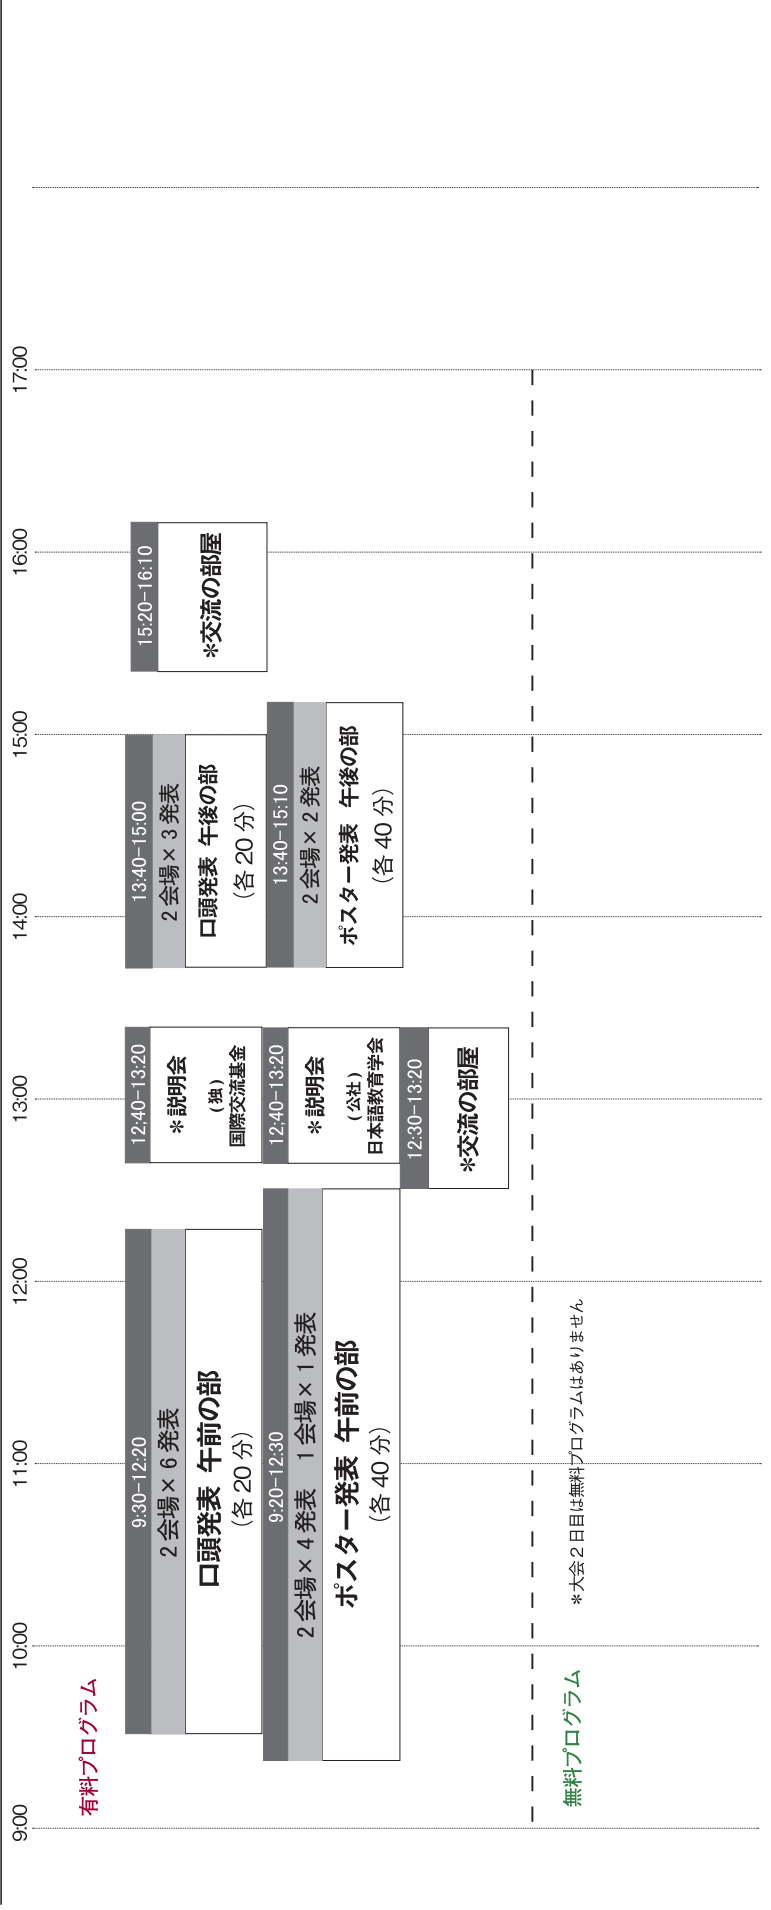 9:00
10:00
11:00
12:00
13:00
14:00
15:00
16:00
17:00
有料プログラム
9:30−12:20
2会場×6発表
口頭発表 午前の部
(各20分)
12:40−13:20
＊説明会
(独)
国際交流基金
13:40−15:00
2会場×3発表
口頭発表 午後の部
(各20分)
15:20−16:10
＊交流の部屋
9:20−12:30
2会場×4発表 1会場×1発表
ポスター発表 午前の部
(各40分)
12:40−13:20
＊説明会
(公社)
日本語教育学会
13:40−15:10
2会場×2発表
ポスター発表 午後の部
(各40分)
12:30−13:20
＊交流の部屋
無料プログラム
＊大会2日目は無料プログラムはありません